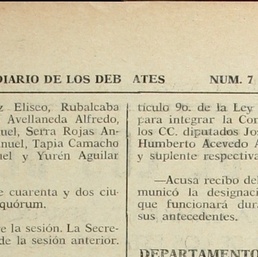 DIARIO DE LOS DEBATES NUM. 7
z Eliseo, Rubalcaba
Avellaneda Alfredo,
uel, Serra Rojas An-
nuel, Tapia Camacho
uel y Yurén Aguilar
e cuarenta y dos ciu-
quórum.
re la sesión. La Secre-
de la sesión anterior.
tículo 9o. de la Ley
para integrar la Com
los CC. diputados Jos
Humberto Acevedo A
y suplente respectiva
—Acusa recibo del
municó la designació
que funcionará dura
sus antecedentes.
DEPARTAMENTO